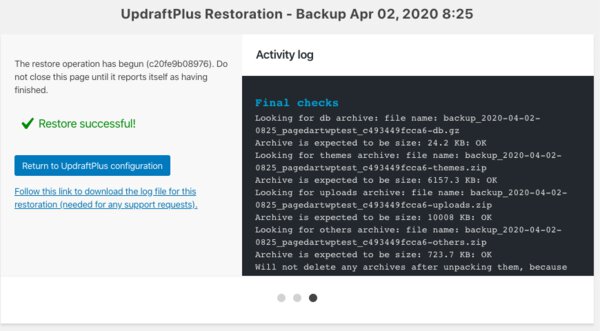 UpdraftPlus Restoration - Backup Apr 02, 2020 8:25
The restore operation has begun (c20fe9b08976). Do
not close this page until it reports itself as having
finished.
Restore successful!
Return to UpdraftPlus configuration
Follow this link to download the log file for this
restoration (needed for any support requests).
Activity log
Final checks
Looking for db archive: file name: backup_2020-04-02-
0825_pagedartwptest_c493449fcca6-db.gz
Archive is expected to be size: 24.2 KB: OK
Looking for themes archive: file name: backup_2020-04-02-
0825_pagedartwptest_c493449fcca6-themes.zip
Archive is expected to be size: 6157.3 KB: OK
Looking for uploads archive: file name: backup_2020-04-02-
0825_pagedartwptest_c493449fcca6-uploads.zip
Archive is expected to be size: 10008 KB: OK
Looking for others archive: file name: backup_2020-04-02-
0825_pagedartwptest_c493449fcca6-others.zip
Archive is expected to be size: 723.7 KB: OK
Will not delete any archives after unpacking them, because